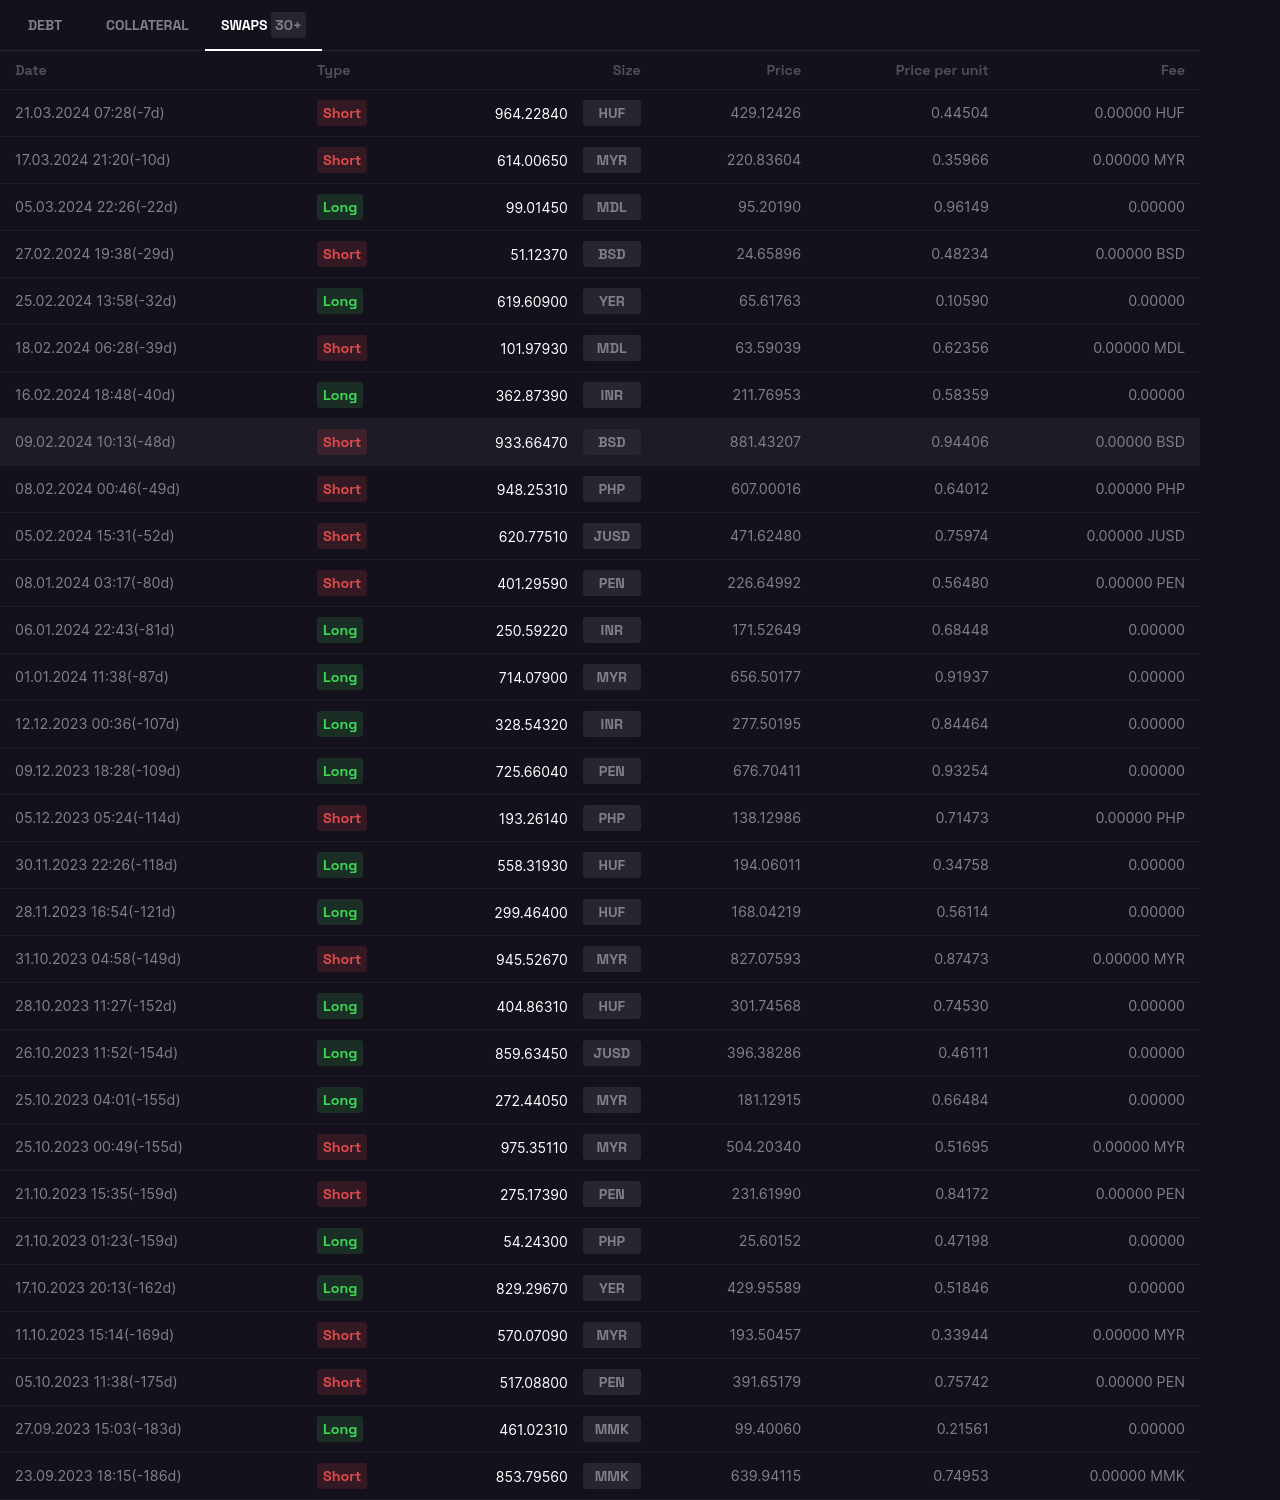 DEBT COLLATERAL SWAPS 30+
Date Type Size Price Price per unit Fee
21.03.2024 07:28(-7d) Short 964.22840 HUF 429.12426 0.44504 0.00000 HUF
17.03.2024 21:20(-10d) Short 614.00650 MYR 220.83604 0.35966 0.00000 MYR
05.03.2024 22:26(-22d) Long 99.01450 MDL 95.20190 0.96149 0.00000
27.02.2024 19:38(-29d) Short 51.12370 BSD 24.65896 0.48234 0.00000 BSD
25.02.2024 13:58(-32d) Long 619.60900 YER 65.61763 0.10590 0.00000
18.02.2024 06:28(-39d) Short 101.97930 MDL 63.59039 0.62356 0.00000 MDL
16.02.2024 18:48(-40d) Long 362.87390 INR 211.76953 0.58359 0.00000
09.02.2024 10:13(-48d) Short 933.66470 BSD 881.43207 0.94406 0.00000 BSD
08.02.2024 00:46(-49d) Short 948.25310 PHP 607.00016 0.64012 0.00000 PHP
05.02.2024 15:31(-52d) Short 620.77510 JUSD 471.62480 0.75974 0.00000 JUSD
08.01.2024 03:17(-80d) Short 401.29590 PEN 226.64992 0.56480 0.00000 PEN
06.01.2024 22:43(-81d) Long 250.59220 INR 171.52649 0.68448 0.00000
01.01.2024 11:38(-87d) Long 714.07900 MYR 656.50177 0.91937 0.00000
12.12.2023 00:36(-107d) Long 328.54320 INR 277.50195 0.84464 0.00000
09.12.2023 18:28(-109d) Long 725.66040 PEN 676.70411 0.93254 0.00000
05.12.2023 05:24(-114d) Short 193.26140 PHP 138.12986 0.71473 0.00000 PHP
30.11.2023 22:26(-118d) Long 558.31930 HUF 194.06011 0.34758 0.00000
28.11.2023 16:54(-121d) Long 299.46400 HUF 168.04219 0.56114 0.00000
31.10.2023 04:58(-149d) Short 945.52670 MYR 827.07593 0.87473 0.00000 MYR
28.10.2023 11:27(-152d) Long 404.86310 HUF 301.74568 0.74530 0.00000
26.10.2023 11:52(-154d) Long 859.63450 JUSD 396.38286 0.46111 0.00000
25.10.2023 04:01(-155d) Long 272.44050 MYR 181.12915 0.66484 0.00000
25.10.2023 00:49(-155d) Short 975.35110 MYR 504.20340 0.51695 0.00000 MYR
21.10.2023 15:35(-159d) Short 275.17390 PEN 231.61990 0.84172 0.00000 PEN
21.10.2023 01:23(-159d) Long 54.24300 PHP 25.60152 0.47198 0.00000
17.10.2023 20:13(-162d) Long 829.29670 YER 429.95589 0.51846 0.00000
11.10.2023 15:14(-169d) Short 570.07090 MYR 193.50457 0.33944 0.00000 MYR
05.10.2023 11:38(-175d) Short 517.08800 PEN 391.65179 0.75742 0.00000 PEN
27.09.2023 15:03(-183d) Long 461.02310 MMK 99.40060 0.21561 0.00000
23.09.2023 18:15(-186d) Short 853.79560 MMK 639.94115 0.74953 0.00000 MMK